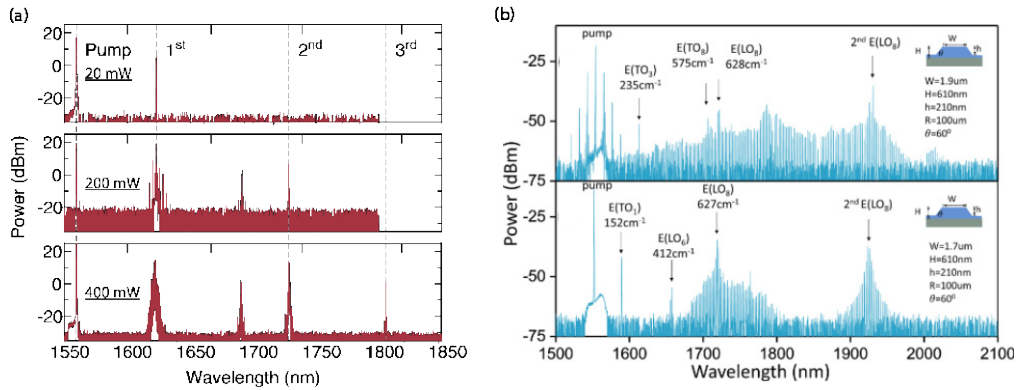 (a)
20
0
-20
Pump
20 mW
1st
2nd
3rd
20
0
-20
200 mW
20
0
-20
400 mW
Power (dBm)
1550 1600 1650 1700 1750 1800 1850
Wavelength (nm)
(b)
pump
-25
-50
-75
E(TO3)
235cm-1
E(TO8)
575cm-1
E(LO8)
628cm-1
2nd E(LO8)
W
H
θ
h
W=1.9um
H=610nm
h=210nm
R=100um
θ=60⁰
pump
-25
-50
-75
E(TO1)
152cm-1
E(LO6)
412cm-1
E(LO8)
627cm-1
2nd E(LO8)
W
H
θ
h
W=1.7um
H=610nm
h=210nm
R=100um
θ=60⁰
Power (dBm)
1500 1600 1700 1800 1900 2000 2100
Wavelength (nm)